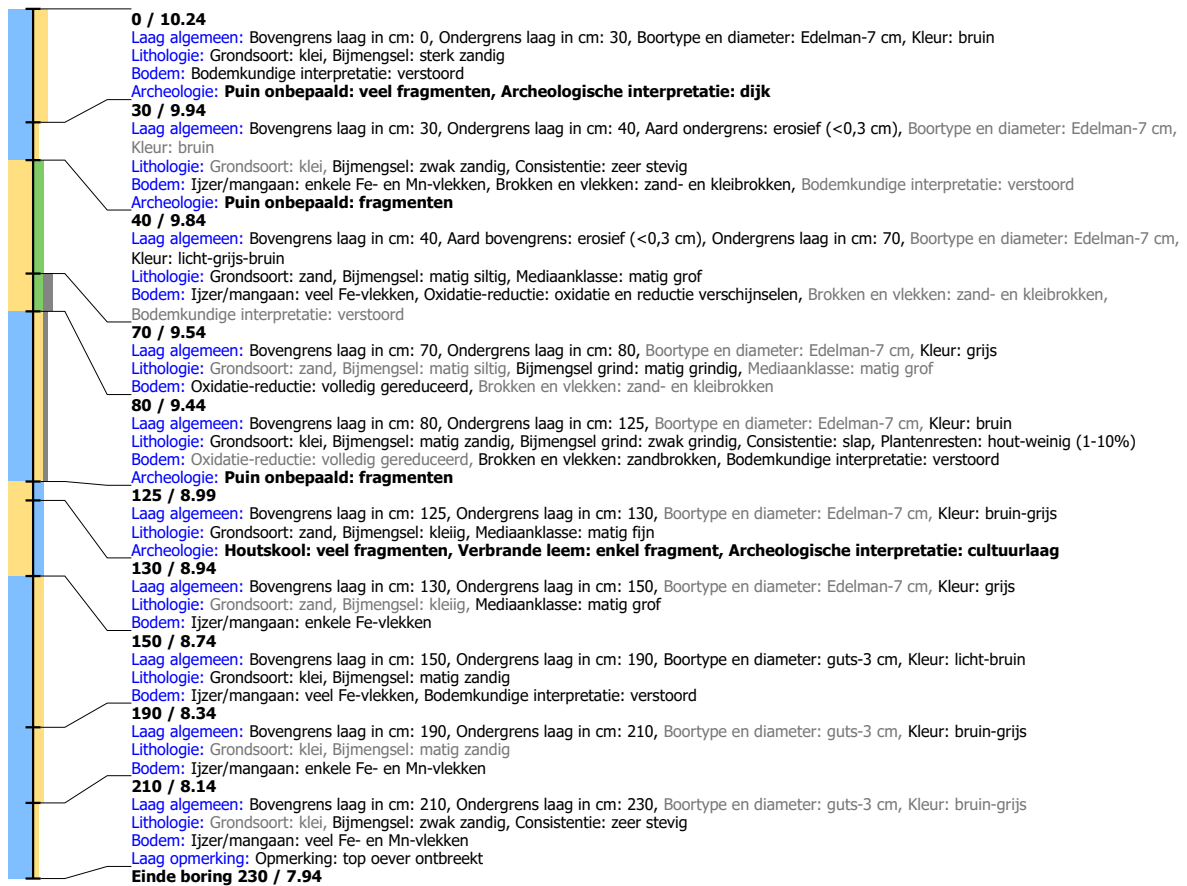 0 / 10.24
Laag algemeen: Bovengrens laag in cm: 0, Ondergrens laag in cm: 30, Boortype en diameter: Edelman-7 cm, Kleur: bruin
Lithologie: Grondsoort: klei, Bijmengsel: sterk zandig
Bodem: Bodemkundige interpretatie: verstoord
Archeologie: Puin onbepaald: veel fragmenten, Archeologische interpretatie: dijk
30 / 9.94
Laag algemeen: Bovengrens laag in cm: 30, Ondergrens laag in cm: 40, Aard ondergrens: erosief (<0,3 cm), Boortype en diameter: Edelman-7 cm,
Kleur: bruin
Lithologie: Grondsoort: klei, Bijmengsel: zwak zandig, Consistentie: zeer stevig
Bodem: Ijzer/mangaan: enkele Fe- en Mn-vlekken, Brokken en vlekken: zand- en kleibrokken, Bodemkundige interpretatie: verstoord
Archeologie: Puin onbepaald: fragmenten
40 / 9.84
Laag algemeen: Bovengrens laag in cm: 40, Aard bovengrens: erosief (<0,3 cm), Ondergrens laag in cm: 70, Boortype en diameter: Edelman-7 cm,
Kleur: licht-grijs-bruin
Lithologie: Grondsoort: zand, Bijmengsel: matig siltig, Mediaanklasse: matig grof
Bodem: Ijzer/mangaan: veel Fe-vlekken, Oxidatie-reductie: oxidatie en reductie verschijnselen, Brokken en vlekken: zand- en kleibrokken,
Bodemkundige interpretatie: verstoord
70 / 9.54
Laag algemeen: Bovengrens laag in cm: 70, Ondergrens laag in cm: 80, Boortype en diameter: Edelman-7 cm, Kleur: grijs
Lithologie: Grondsoort: zand, Bijmengsel: matig siltig, Bijmengsel grind: matig grindig, Mediaanklasse: matig grof
Bodem: Oxidatie-reductie: volledig gereduceerd, Brokken en vlekken: zand- en kleibrokken
80 / 9.44
Laag algemeen: Bovengrens laag in cm: 80, Ondergrens laag in cm: 125, Boortype en diameter: Edelman-7 cm, Kleur: bruin
Lithologie: Grondsoort: klei, Bijmengsel: matig zandig, Bijmengsel grind: zwak grindig, Consistentie: slap, Plantenresten: hout-weinig (1-10%)
Bodem: Oxidatie-reductie: volledig gereduceerd, Brokken en vlekken: zandbrokken, Bodemkundige interpretatie: verstoord
Archeologie: Puin onbepaald: fragmenten
125 / 8.99
Laag algemeen: Bovengrens laag in cm: 125, Ondergrens laag in cm: 130, Boortype en diameter: Edelman-7 cm, Kleur: bruin-grijs
Lithologie: Grondsoort: zand, Bijmengsel: kleiig, Mediaanklasse: matig fijn
Archeologie: Houtskool: veel fragmenten, Verbrande leem: enkel fragment, Archeologische interpretatie: cultuurlaag
130 / 8.94
Laag algemeen: Bovengrens laag in cm: 130, Ondergrens laag in cm: 150, Boortype en diameter: Edelman-7 cm, Kleur: grijs
Lithologie: Grondsoort: zand, Bijmengsel: kleiig, Mediaanklasse: matig grof
Bodem: Ijzer/mangaan: enkele Fe-vlekken
150 / 8.74
Laag algemeen: Bovengrens laag in cm: 150, Ondergrens laag in cm: 190, Boortype en diameter: guts-3 cm, Kleur: licht-bruin
Lithologie: Grondsoort: klei, Bijmengsel: matig zandig
Bodem: Ijzer/mangaan: veel Fe-vlekken, Bodemkundige interpretatie: verstoord
190 / 8.34
Laag algemeen: Bovengrens laag in cm: 190, Ondergrens laag in cm: 210, Boortype en diameter: guts-3 cm, Kleur: bruin-grijs
Lithologie: Grondsoort: klei, Bijmengsel: matig zandig
Bodem: Ijzer/mangaan: enkele Fe- en Mn-vlekken
210 / 8.14
Laag algemeen: Bovengrens laag in cm: 210, Ondergrens laag in cm: 230, Boortype en diameter: guts-3 cm, Kleur: bruin-grijs
Lithologie: Grondsoort: klei, Bijmengsel: zwak zandig, Consistentie: zeer stevig
Bodem: Ijzer/mangaan: veel Fe- en Mn-vlekken
Laag opmerking: Opmerking: top oever ontbreekt
Einde boring 230 / 7.94